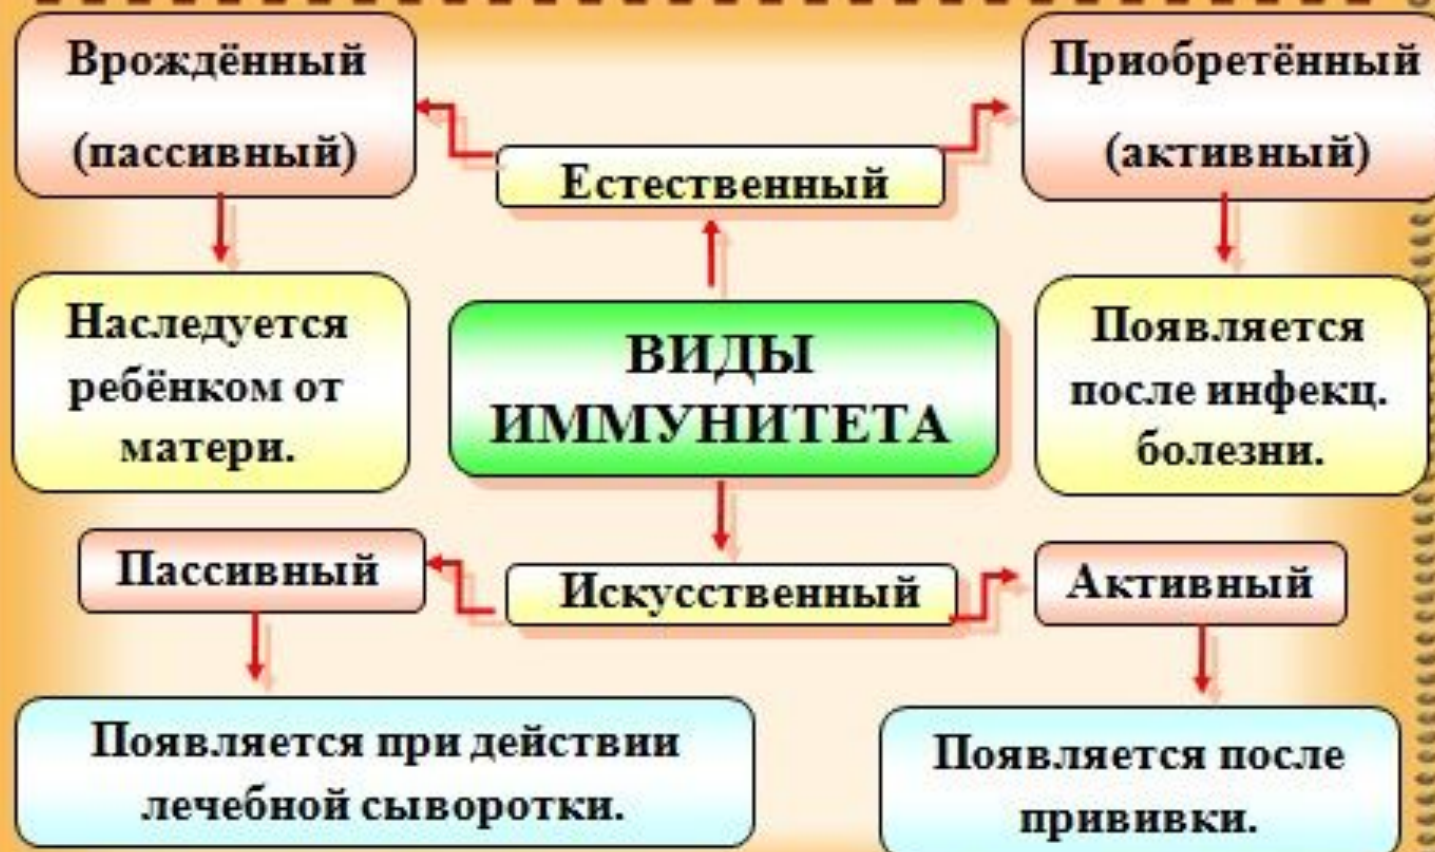 Врождённый
(пассивный)
Приобретённый
(активный)
Естественный
Наследуется
ребёнком от
матери.
ВИДЫ
ИММУНИТЕТА
Появляется
после инфекц.
болезни.
Пассивный
Искусственный
Активный
Появляется при действии
лечебной сыворотки.
Появляется после
прививки.